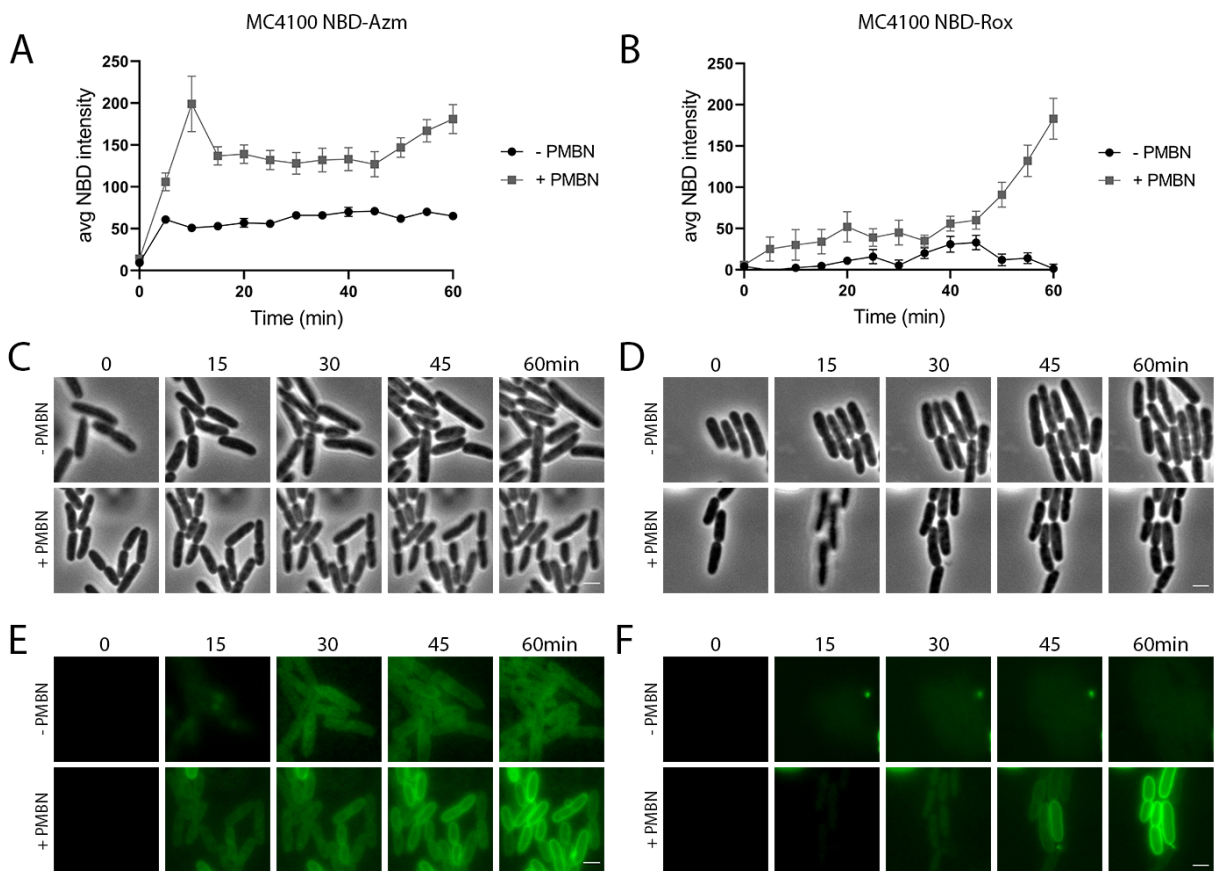 MC4100 NBD-Azm
MC4100 NBD-Rox
A
250
200
150
100
50
0
avg NBD intensity
0 20 40 60
Time (min)
- PMBN
+ PMBN
B
250
200
150
100
50
0
avg NBD intensity
0 20 40 60
Time (min)
- PMBN
+ PMBN
C
0 15 30 45 60min
- PMBN
+ PMBN
D
0 15 30 45 60min
- PMBN
+ PMBN
E
0 15 30 45 60min
- PMBN
+ PMBN
F
0 15 30 45 60min
- PMBN
+ PMBN